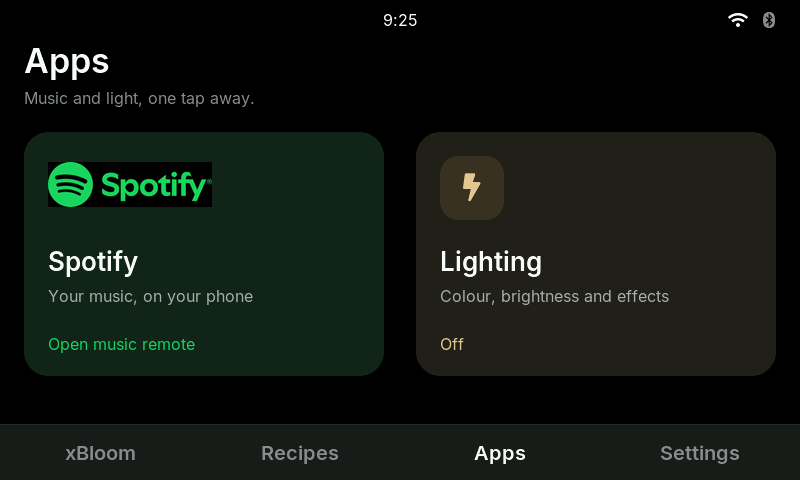 9:25
Apps
Music and light, one tap away.
Spotify
Spotify
Your music, on your phone
Open music remote
Lighting
Colour, brightness and effects
Off
xBloom
Recipes
Apps
Settings